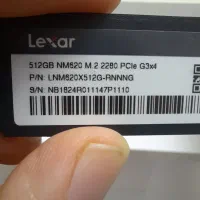 Lexar
512GB NM620 M.2 2280 PCIe G3x4
P/N: LNM620X512G-RNNNG
S/N: NB1824R011147P1110